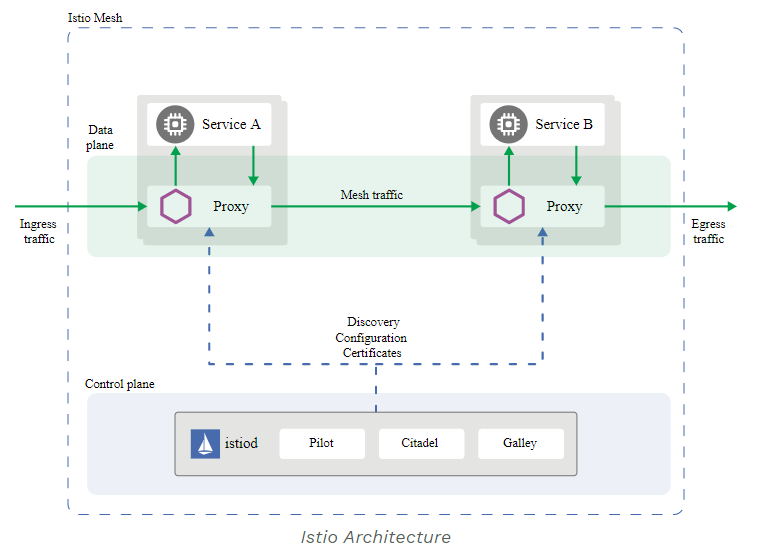 Istio Mesh
Data
plane
Service A
Service B
Ingress
traffic
Proxy
Mesh traffic
Proxy
Egress
traffic
Discovery
Configuration
Certificates
Control plane
istiod
Pilot
Citadel
Galley
Istio Architecture